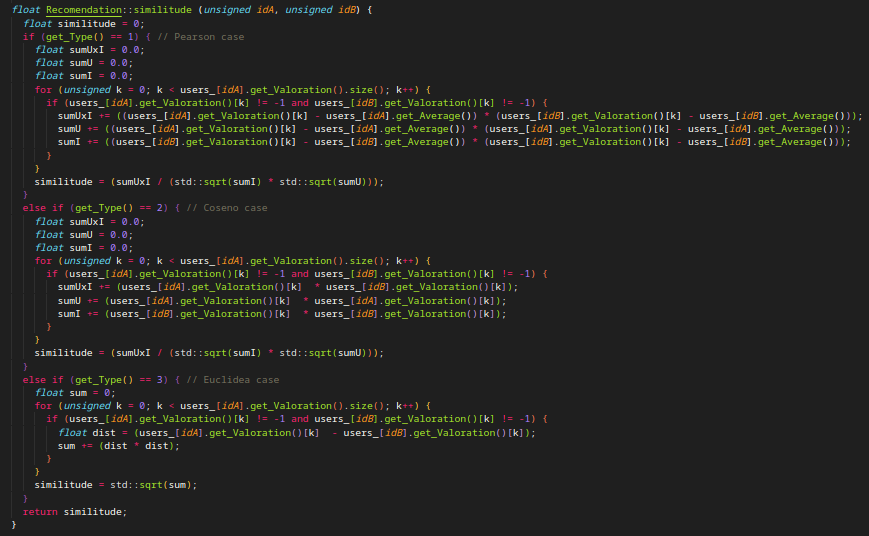 float Recomendation::similitude (unsigned idA, unsigned idB) {
  float similitude = 0;
  if (get_Type() == 1) { // Pearson case
    float sumUxI = 0.0;
    float sumU = 0.0;
    float sumI = 0.0;
    for (unsigned k = 0; k < users_[idA].get_Valoration().size(); k++) {
      if (users_[idA].get_Valoration()[k] != -1 and users_[idB].get_Valoration()[k] != -1) {
        sumUxI += ((users_[idA].get_Valoration()[k] - users_[idA].get_Average()) * (users_[idB].get_Valoration()[k] - users_[idB].get_Average()));
        sumU += ((users_[idA].get_Valoration()[k] - users_[idA].get_Average()) * (users_[idA].get_Valoration()[k] - users_[idA].get_Average()));
        sumI += ((users_[idB].get_Valoration()[k] - users_[idB].get_Average()) * (users_[idB].get_Valoration()[k] - users_[idB].get_Average()));
      }
    }
    similitude = (sumUxI / (std::sqrt(sumI) * std::sqrt(sumU)));
  }
  else if (get_Type() == 2) { // Coseno case
    float sumUxI = 0.0;
    float sumU = 0.0;
    float sumI = 0.0;
    for (unsigned k = 0; k < users_[idA].get_Valoration().size(); k++) {
      if (users_[idA].get_Valoration()[k] != -1 and users_[idB].get_Valoration()[k] != -1) {
        sumUxI += (users_[idA].get_Valoration()[k]  * users_[idB].get_Valoration()[k]);
        sumU += (users_[idA].get_Valoration()[k]  * users_[idA].get_Valoration()[k]);
        sumI += (users_[idB].get_Valoration()[k]  * users_[idB].get_Valoration()[k]);
      }
    }
    similitude = (sumUxI / (std::sqrt(sumI) * std::sqrt(sumU)));
  }
  else if (get_Type() == 3) { // Euclidea case
    float sum = 0;
    for (unsigned k = 0; k < users_[idA].get_Valoration().size(); k++) {
      if (users_[idA].get_Valoration()[k] != -1 and users_[idB].get_Valoration()[k] != -1) {
        float dist = (users_[idA].get_Valoration()[k]  - users_[idB].get_Valoration()[k]);
        sum += (dist * dist);
      }
    }
    similitude = std::sqrt(sum);
  }
  return similitude;
}